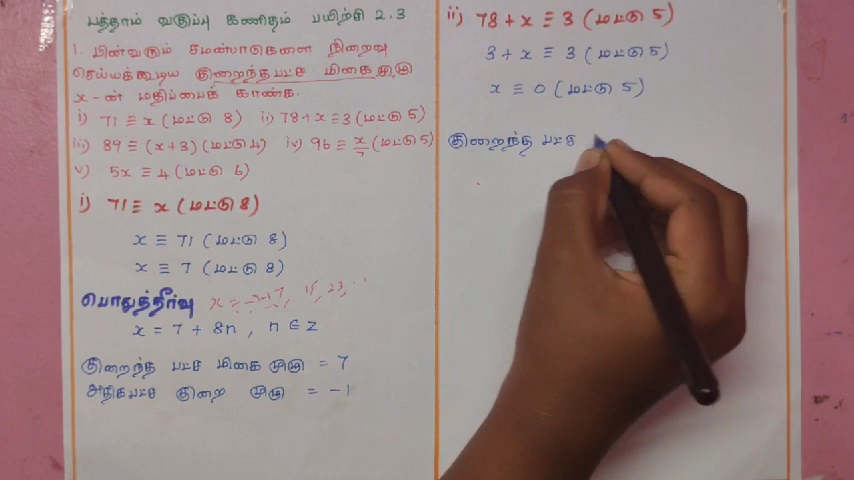 பத்தாம் வகுப்பு கணிதம் பயிற்சி 2.3
1. பின்வரும் சமன்பாடுகளை நிறைவு
செய்யக்கூடிய குறைந்தபட்ச மிகை முழு
x-ன் மதிப்பைக் காண்க.
i) 71 ≡ x (மட்டு 8) ii) 78+x ≡ 3 (மட்டு 5)
iii) 89 ≡ (x+3) (மட்டு 4) iv) 96 ≡ x/7 (மட்டு 5)
v) 5x ≡ 4 (மட்டு 6)
i) 71 ≡ x (மட்டு 8)
x ≡ 71 (மட்டு 8)
x ≡ 7 (மட்டு 8)
பொதுத்தீர்வு x = 7, 15, 23, ...
x = 7 + 8n, n ∈ Z
குறைந்த பட்ச மிகை முழு = 7
அதிகபட்ச குறை முழு = -1
ii) 78 + x ≡ 3 (மட்டு 5)
3 + x ≡ 3 (மட்டு 5)
x ≡ 0 (மட்டு 5)
குறைந்த பட்ச